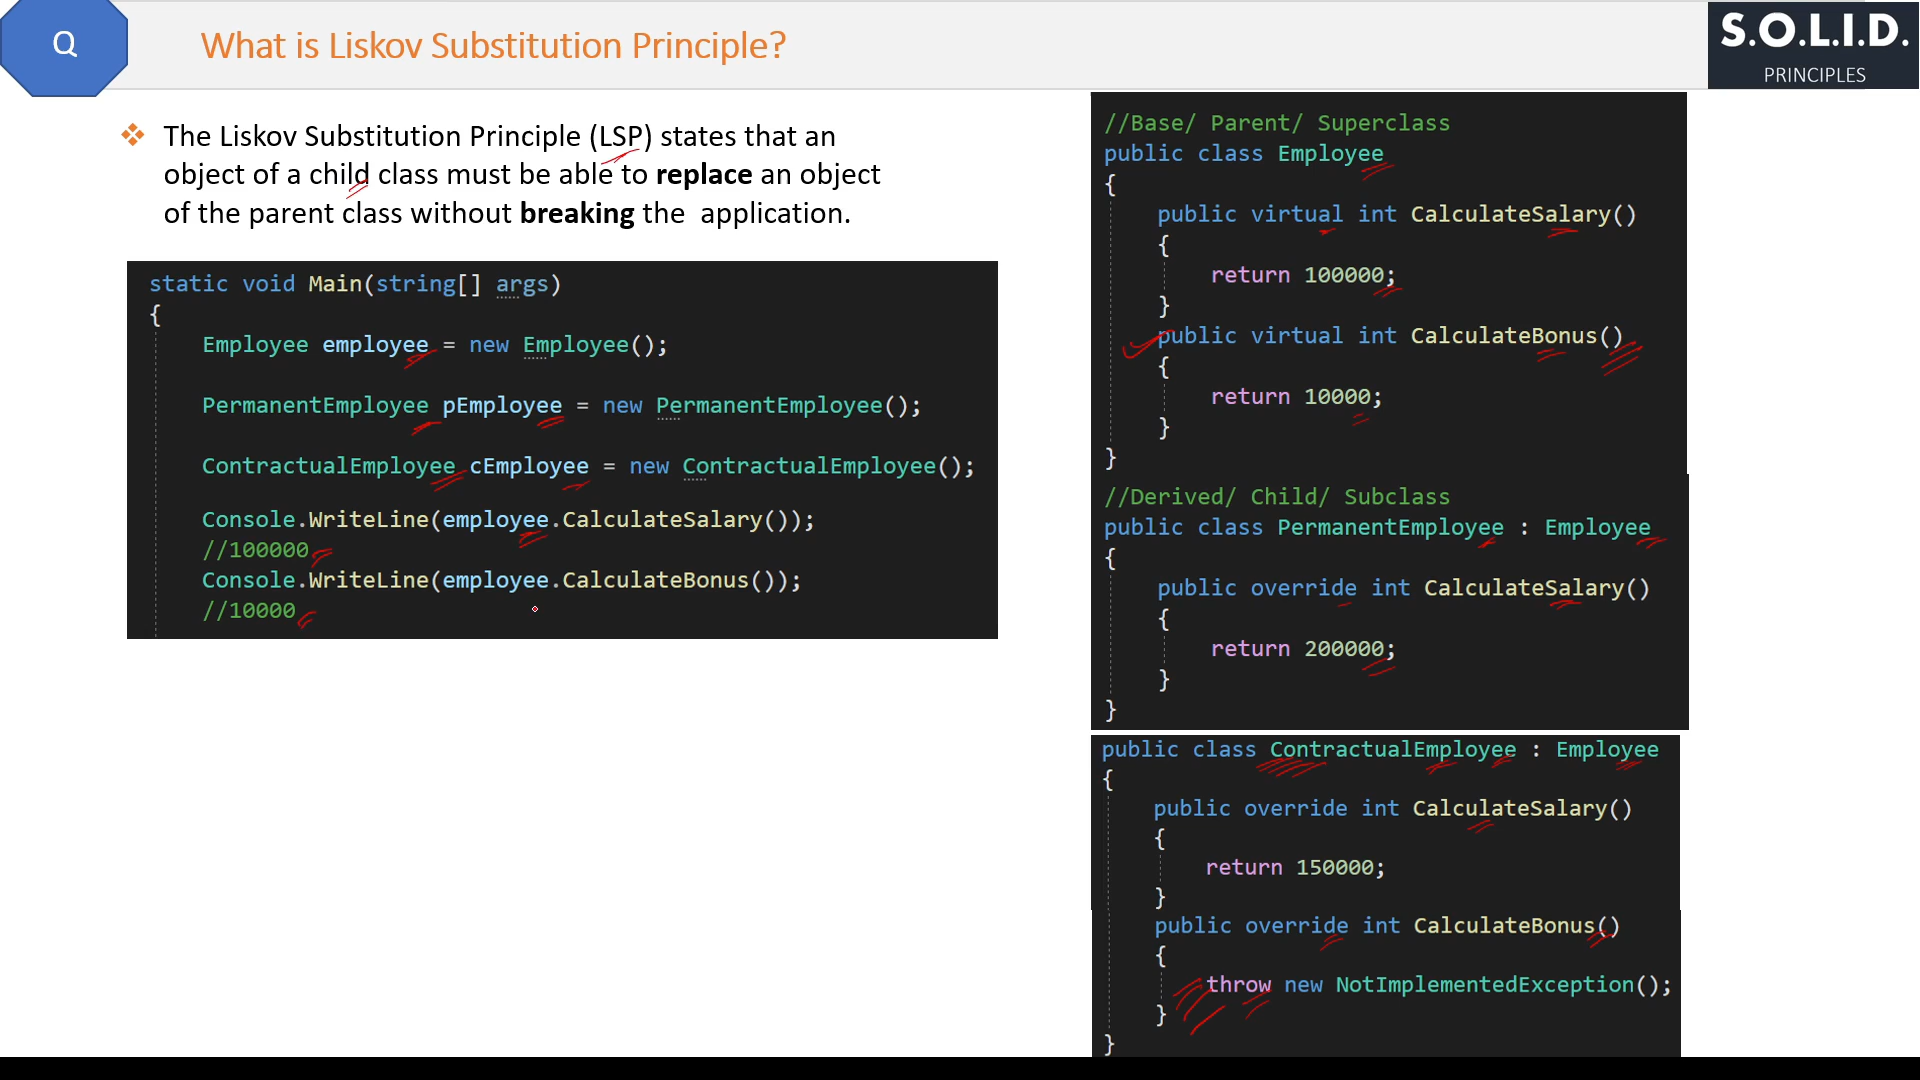 Q
What is Liskov Substitution Principle?
S.O.L.I.D.
PRINCIPLES
❖ The Liskov Substitution Principle (LSP) states that an
object of a child class must be able to replace an object
of the parent class without breaking the  application.
static void Main(string[] args)
{
Employee employee = new Employee();
PermanentEmployee pEmployee = new PermanentEmployee();
ContractualEmployee cEmployee = new ContractualEmployee();
Console.WriteLine(employee.CalculateSalary());
//100000
Console.WriteLine(employee.CalculateBonus());
//10000
//Base/ Parent/ Superclass
public class Employee
{
public virtual int CalculateSalary()
{
return 100000;
}
public virtual int CalculateBonus()
{
return 10000;
}
}
//Derived/ Child/ Subclass
public class PermanentEmployee : Employee
{
public override int CalculateSalary()
{
return 200000;
}
}
public class ContractualEmployee : Employee
{
public override int CalculateSalary()
{
return 150000;
}
public override int CalculateBonus()
{
throw new NotImplementedException();
}
}